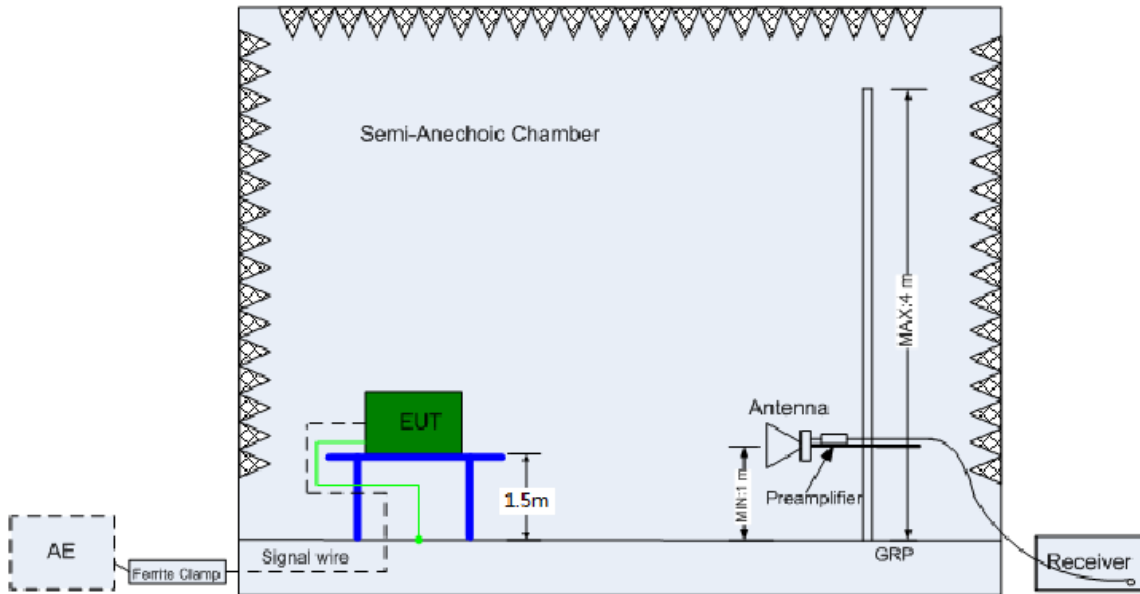 Semi-Anechoic Chamber
MAX:4 m
EUT
Antenna
MIN:1 m
Preamplifier
1.5m
AE
Ferrite Clamp
Signal wire
GRP
Receiver